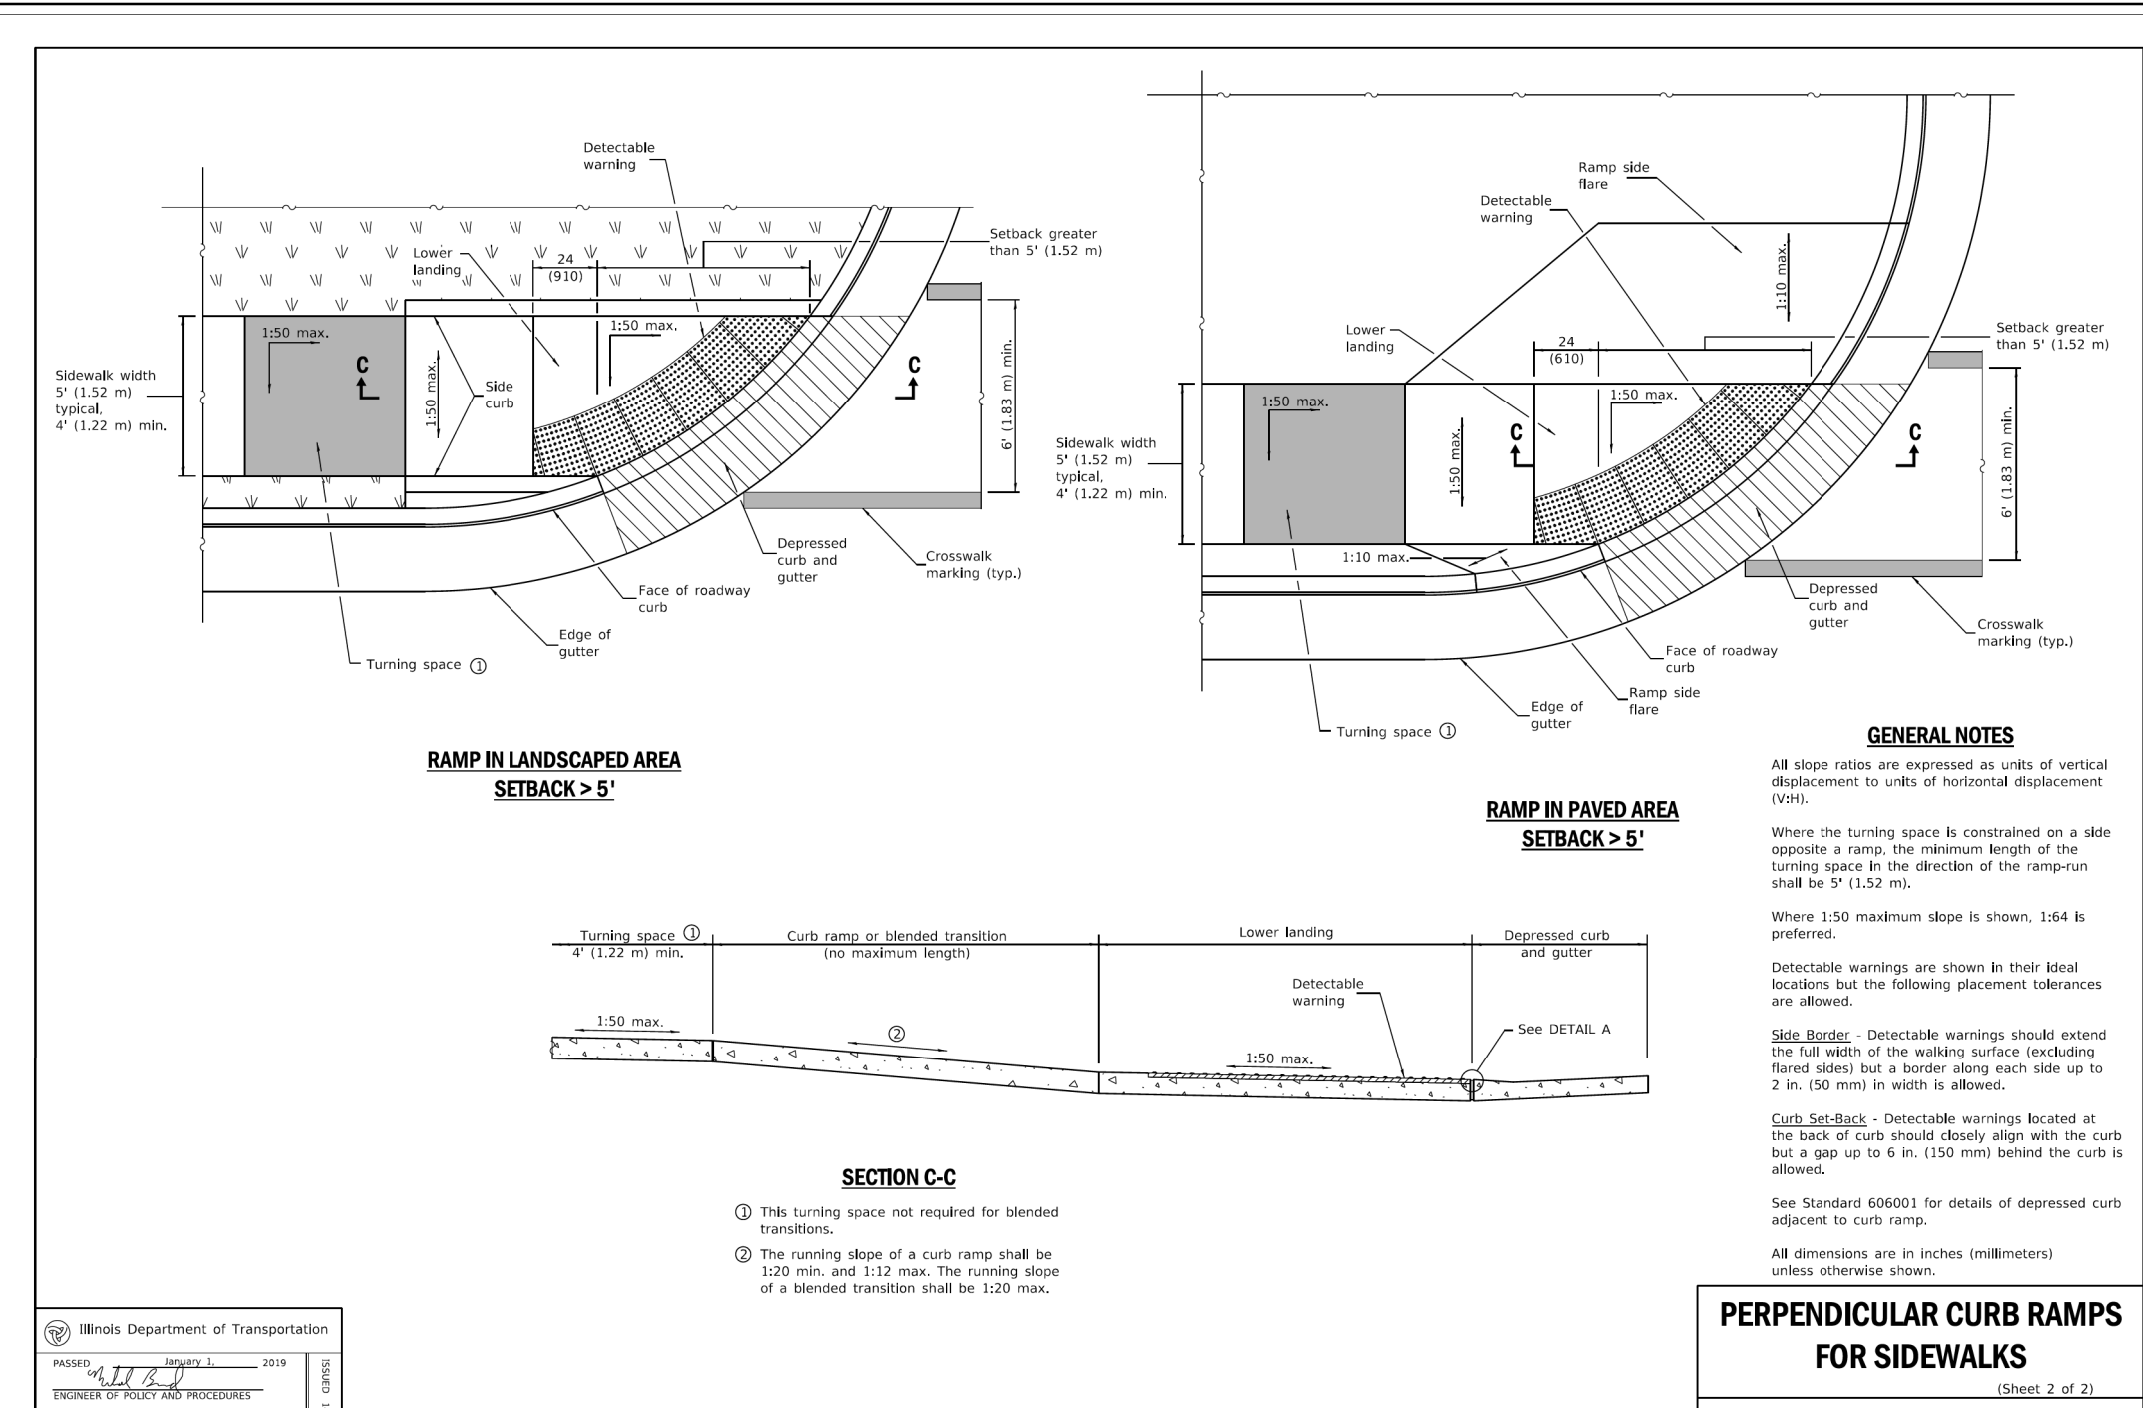 Detectable
warning
Lower
landing
24
(910)
Setback greater
than 5' (1.52 m)
1:50 max.
1:50 max.
C
C
Sidewalk width
5' (1.52 m)
typical,
4' (1.22 m) min.
1:50 max.
Side
curb
6' (1.83 m) min.
Depressed
curb and
gutter
Crosswalk
marking (typ.)
Face of roadway
curb
Edge of
gutter
Turning space ①
RAMP IN LANDSCAPED AREA
SETBACK > 5'
Ramp side
flare
Detectable
warning
1:10 max.
Lower
landing
24
(610)
Setback greater
than 5' (1.52 m)
1:50 max.
1:50 max.
C
C
Sidewalk width
5' (1.52 m)
typical,
4' (1.22 m) min.
1:50 max.
6' (1.83 m) min.
1:10 max.
Depressed
curb and
gutter
Crosswalk
marking (typ.)
Face of roadway
curb
Ramp side
flare
Edge of
gutter
Turning space ①
RAMP IN PAVED AREA
SETBACK > 5'
Turning space ①
4' (1.22 m) min.
Curb ramp or blended transition
(no maximum length)
Lower landing
Depressed curb
and gutter
Detectable
warning
See DETAIL A
1:50 max.
②
1:50 max.
SECTION C-C
① This turning space not required for blended
transitions.
② The running slope of a curb ramp shall be
1:20 min. and 1:12 max. The running slope
of a blended transition shall be 1:20 max.
GENERAL NOTES
All slope ratios are expressed as units of vertical
displacement to units of horizontal displacement
(V:H).
Where the turning space is constrained on a side
opposite a ramp, the minimum length of the
turning space in the direction of the ramp-run
shall be 5' (1.52 m).
Where 1:50 maximum slope is shown, 1:64 is
preferred.
Detectable warnings are shown in their ideal
locations but the following placement tolerances
are allowed.
Side Border - Detectable warnings should extend
the full width of the walking surface (excluding
flared sides) but a border along each side up to
2 in. (50 mm) in width is allowed.
Curb Set-Back - Detectable warnings located at
the back of curb should closely align with the curb
but a gap up to 6 in. (150 mm) behind the curb is
allowed.
See Standard 606001 for details of depressed curb
adjacent to curb ramp.
All dimensions are in inches (millimeters)
unless otherwise shown.
PERPENDICULAR CURB RAMPS
FOR SIDEWALKS
(Sheet 2 of 2)
Illinois Department of Transportation
PASSED January 1, 2019
ENGINEER OF POLICY AND PROCEDURES
ISSUED 1